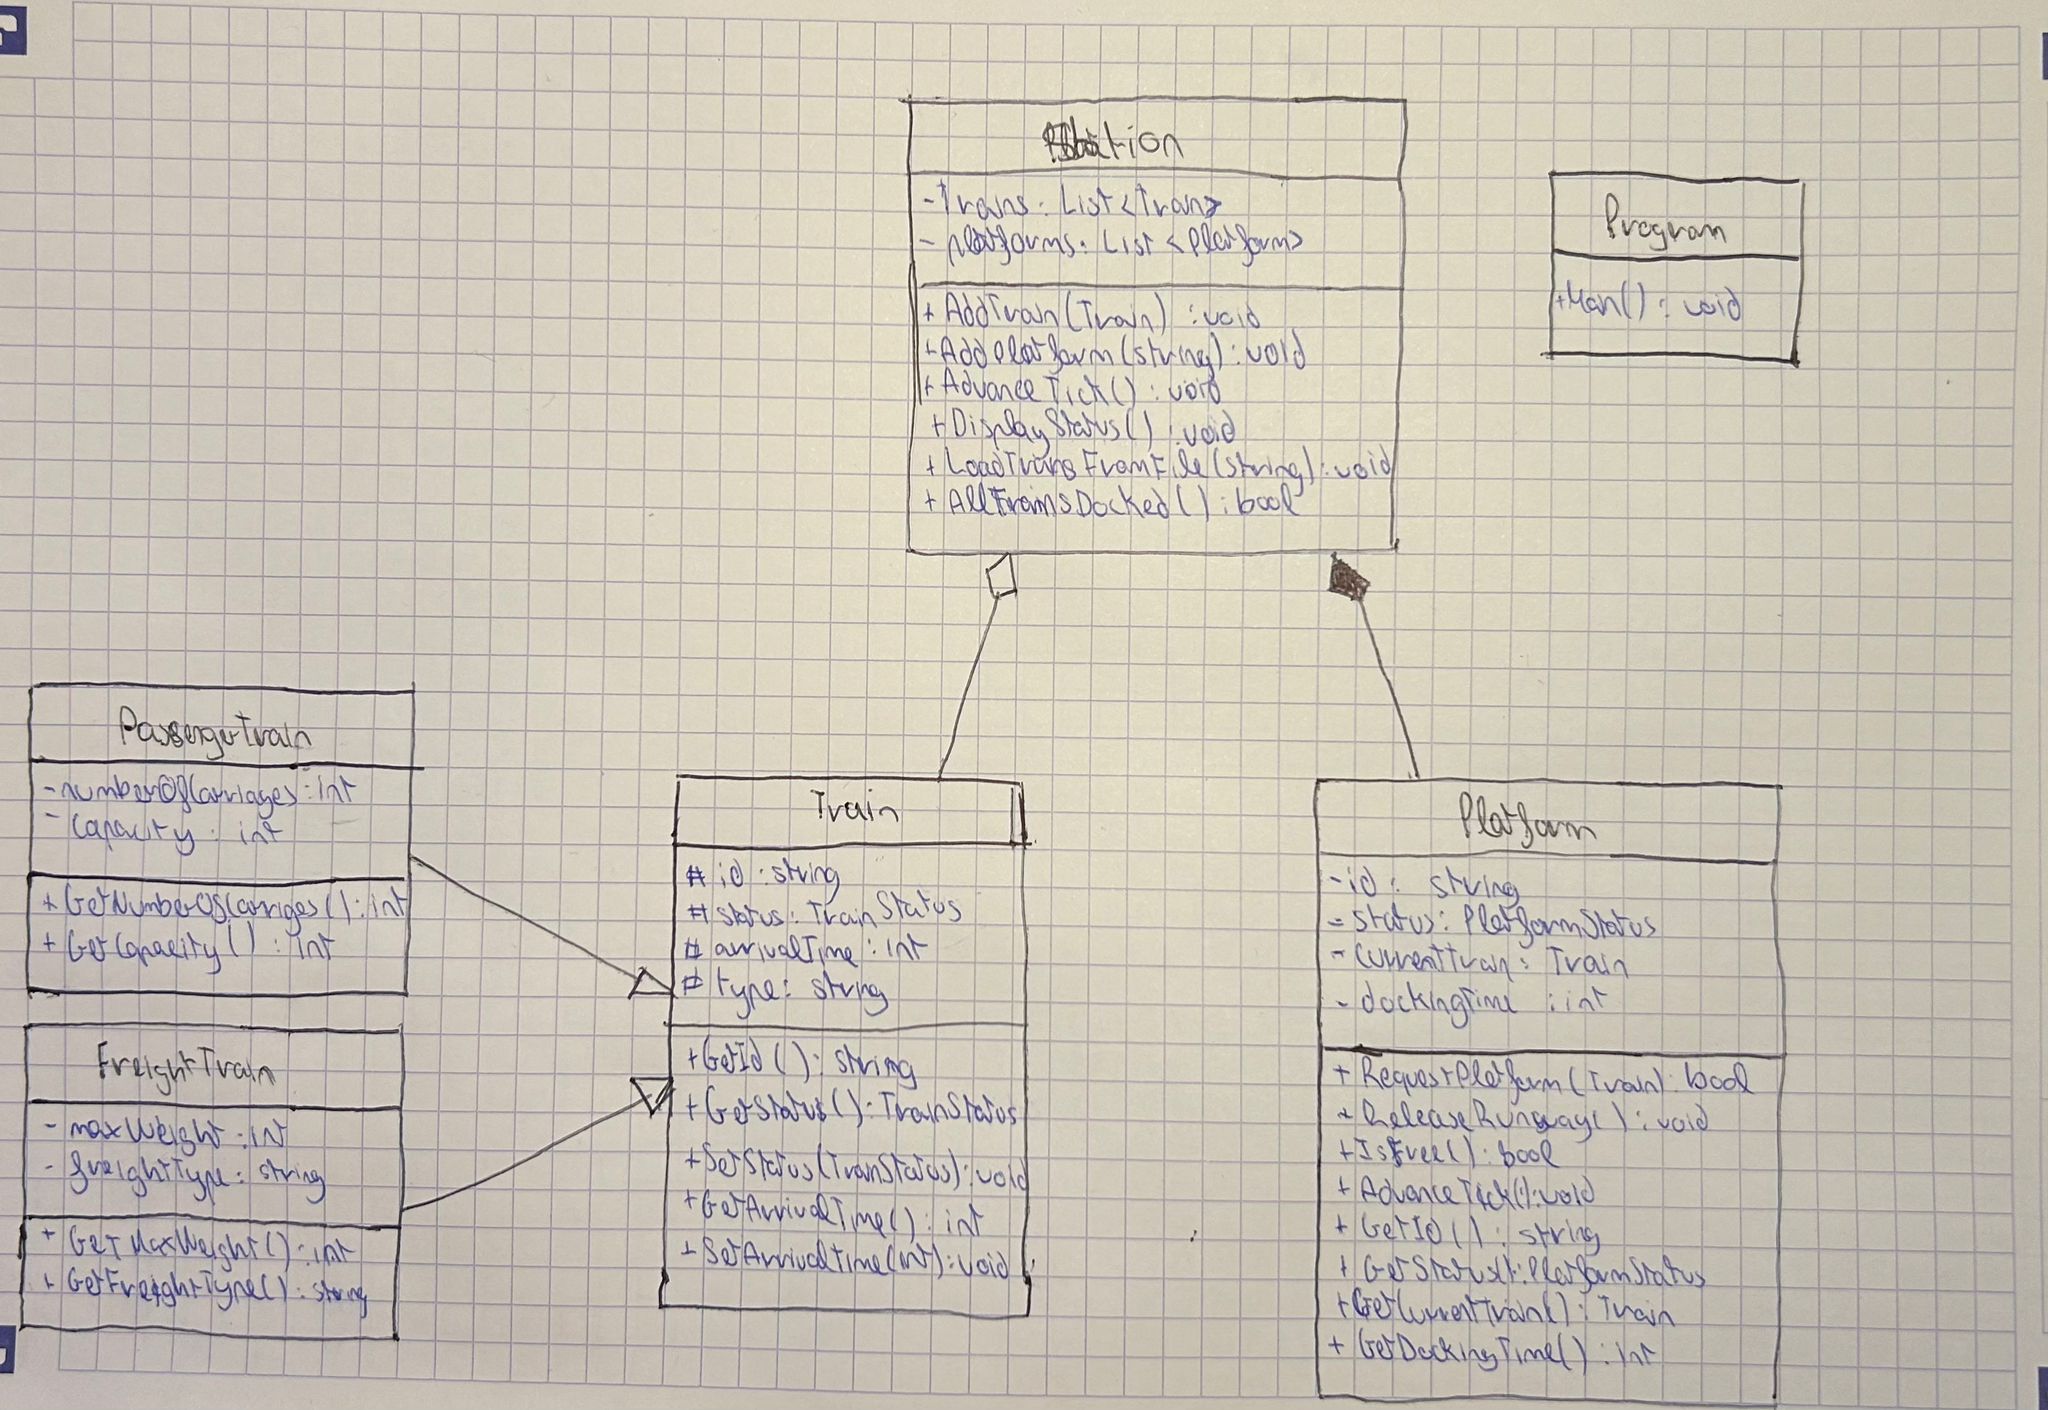 Station
- Trains: List<Train>
- platforms: List <Platform>
+ AddTrain(Train) : void
+ AddPlatform(string) : void
+ AdvanceTick() : void
+ DisplayStatus() : void
+ LoadTrainsFromFile(string) : void
+ AllTrainsDocked() : bool
Program
+ Main() : void
PassengerTrain
- numberOfCarriages : int
- capacity : int
+ GetNumberOfCarriges() : int
+ GetCapacity() : int
FreightTrain
- maxWeight : int
- freightType : string
+ GetMaxWeight() : int
+ GetFreightType() : string
Train
# id : string
# status : TrainStatus
# arrivalTime : int
# type : string
+ GetId() : string
+ GetStatus() : TrainStatus
+ SetStatus(TrainStatus) : void
+ GetArrivalTime() : int
+ SetArrivalTime(int) : void
Platform
- id : string
- status : PlatformStatus
- currentTrain : Train
- dockingTime : int
+ RequestPlatform(Train) : bool
+ ReleaseRunway() : void
+ IsFree() : bool
+ AdvanceTick() : void
+ GetID() : string
+ GetStatus() : PlatformStatus
+ GetCurrentTrain() : Train
+ GetDockingTime() : int